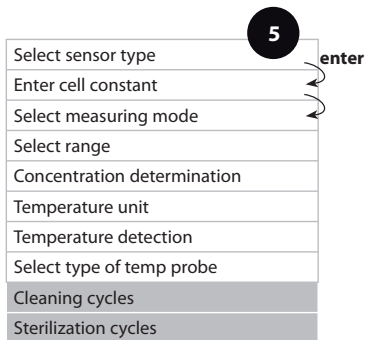 5
Select sensor type
enter
Enter cell constant
Select measuring mode
Select range
Concentration determination
Temperature unit
Temperature detection
Select type of temp probe
Cleaning cycles
Sterilization cycles